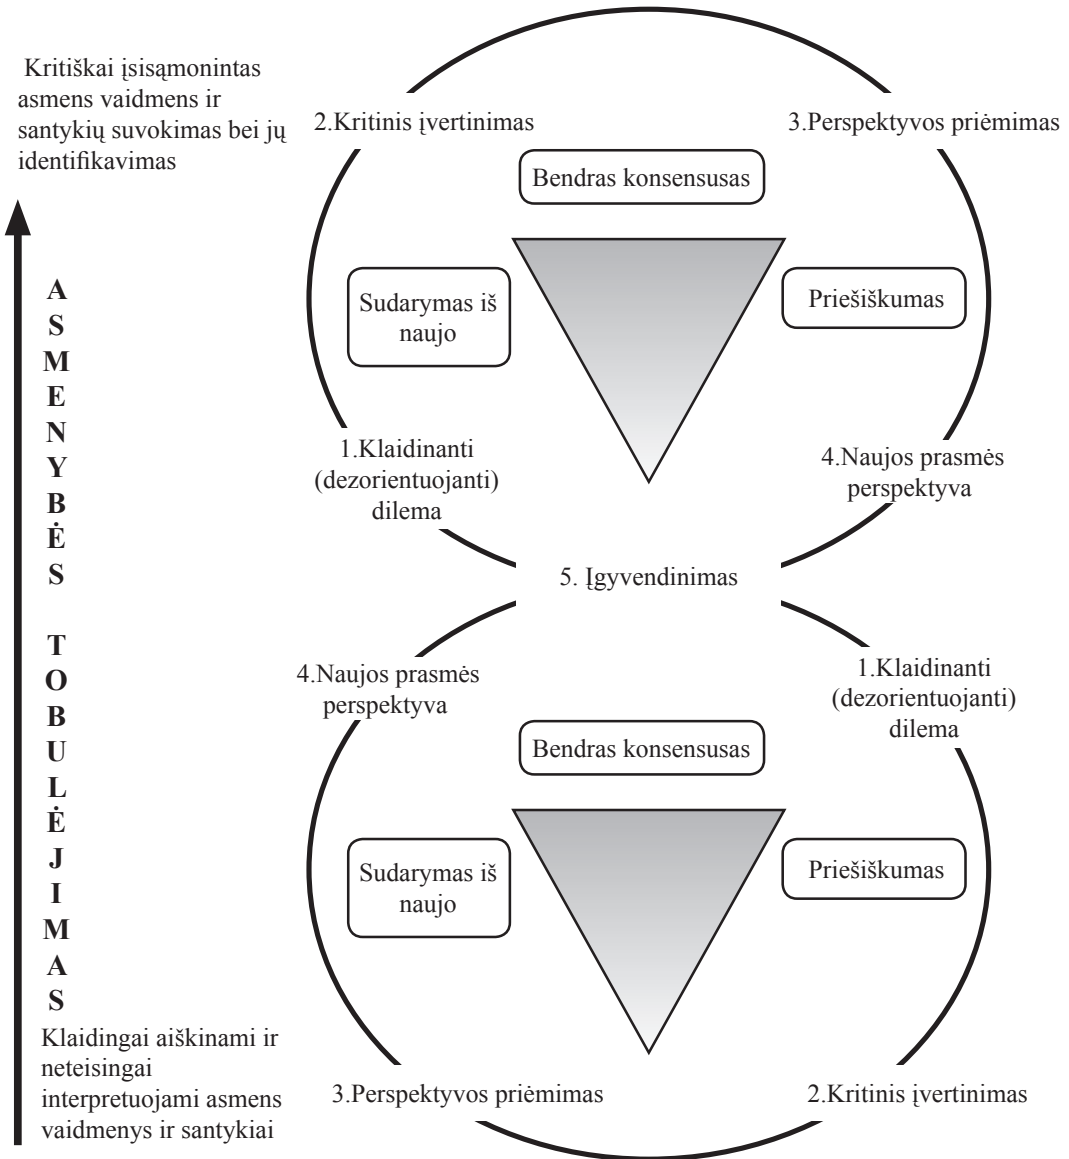 Kritiškai įsisąmonintas
asmens vaidmens ir
santykių suvokimas bei jų
identifikavimas
2.Kritinis įvertinimas
3.Perspektyvos priėmimas
Bendras konsensusas
Sudarymas iš
naujo
Priešiškumas
1.Klaidinanti
(dezorientuojanti)
dilema
4.Naujos prasmės
perspektyva
5. Įgyvendinimas
4.Naujos prasmės
perspektyva
1.Klaidinanti
(dezorientuojanti)
dilema
Bendras konsensusas
Sudarymas iš
naujo
Priešiškumas
3.Perspektyvos priėmimas
2.Kritinis įvertinimas
A
S
M
E
N
Y
B
Ė
S
T
O
B
U
L
Ė
J
I
M
A
S
Klaidingai aiškinami ir
neteisingai
interpretuojami asmens
vaidmenys ir santykiai